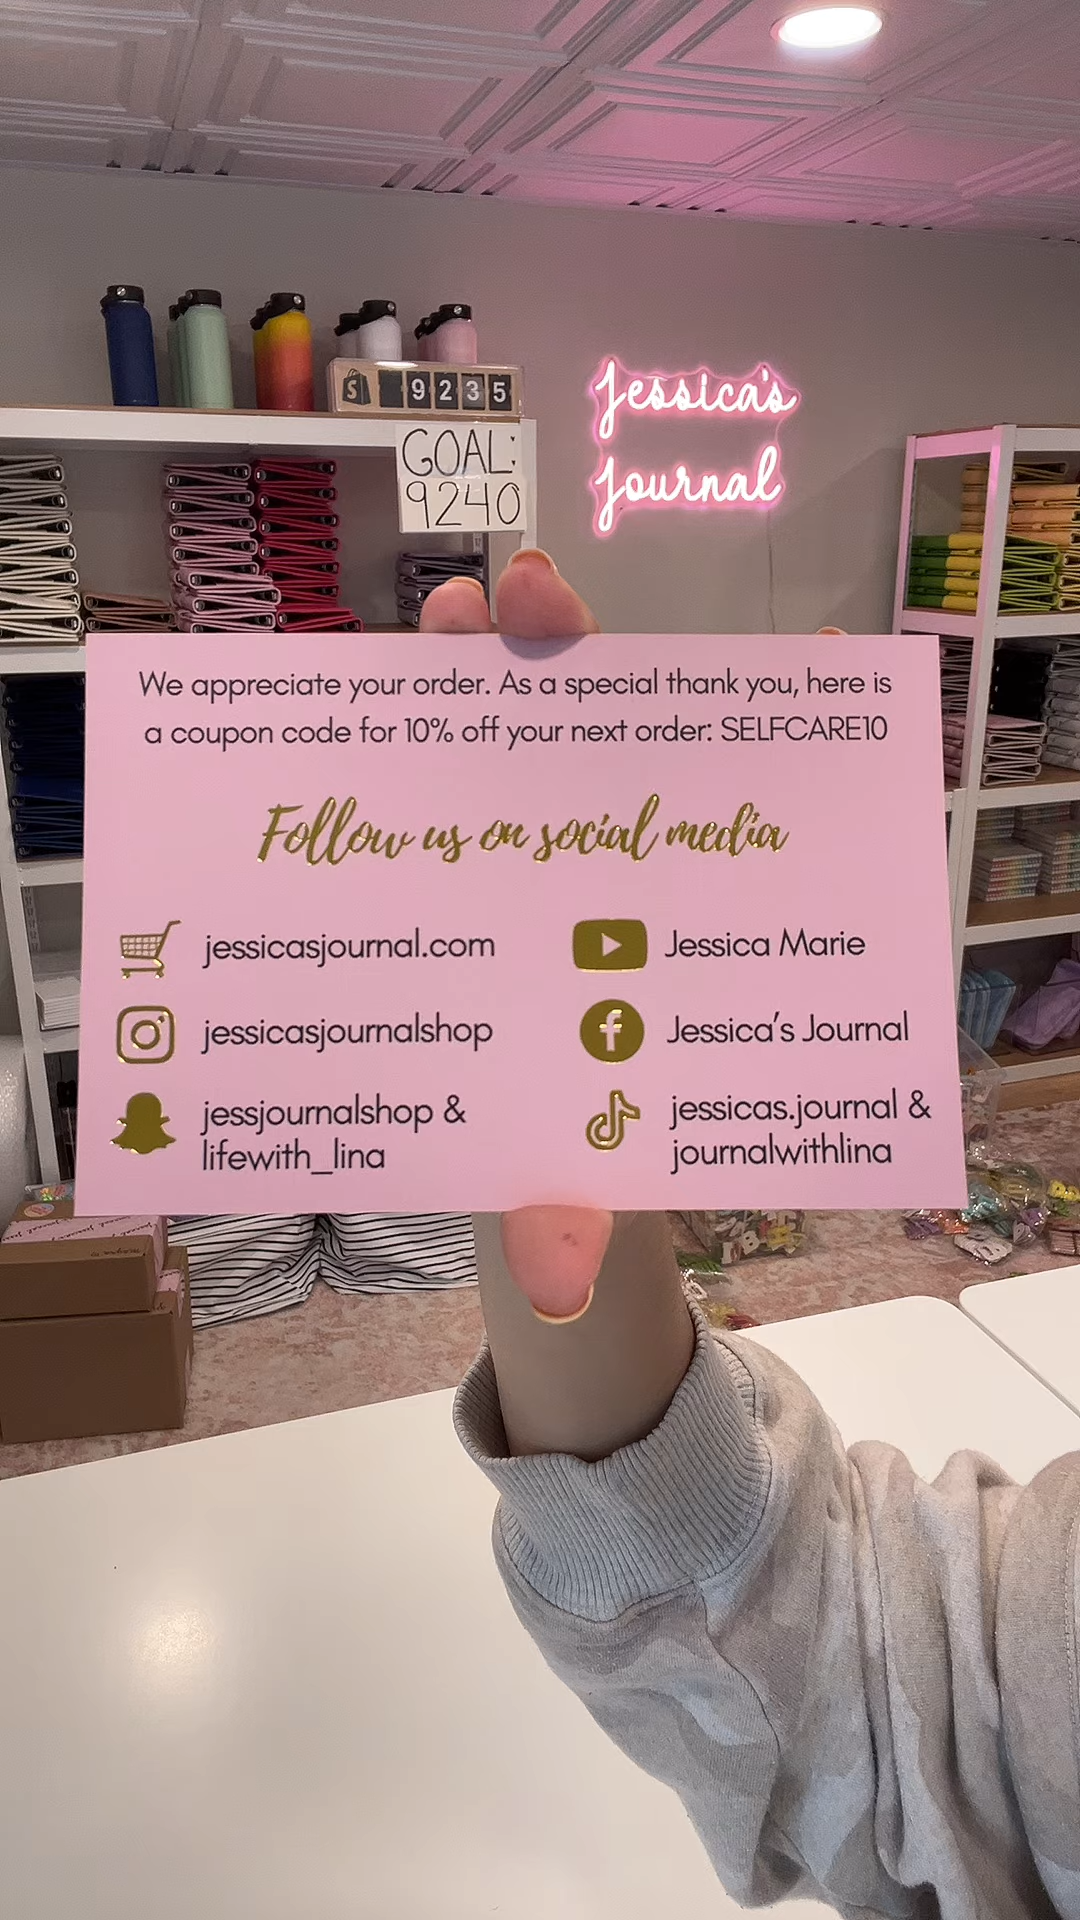 9235
GOAL:
9240
Jessica's
Journal
We appreciate your order. As a special thank you, here is
a coupon code for 10% off your next order: SELFCARE10
Follow us on social media
jessicasjournal.com
jessicasjournalshop
jessjournalshop &
lifewith_lina
Jessica Marie
Jessica's Journal
jessicas.journal &
journalwithlina